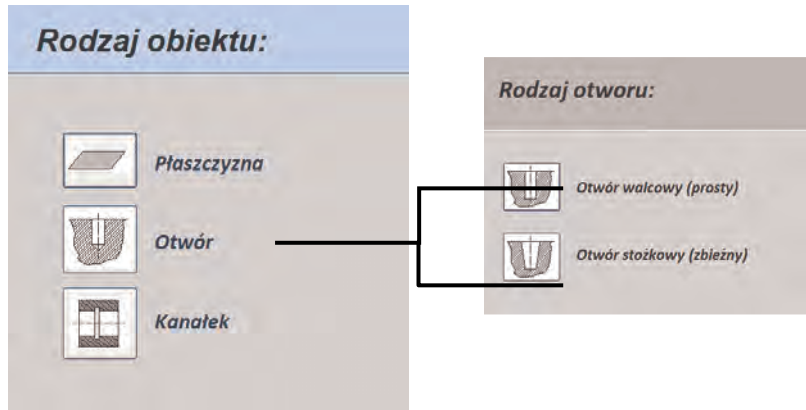 Rodzaj obiektu:
Płaszczyzna
Otwór
Kanałek
Rodzaj otworu:
Otwór walcowy (prosty)
Otwór stożkowy (zbieżny)